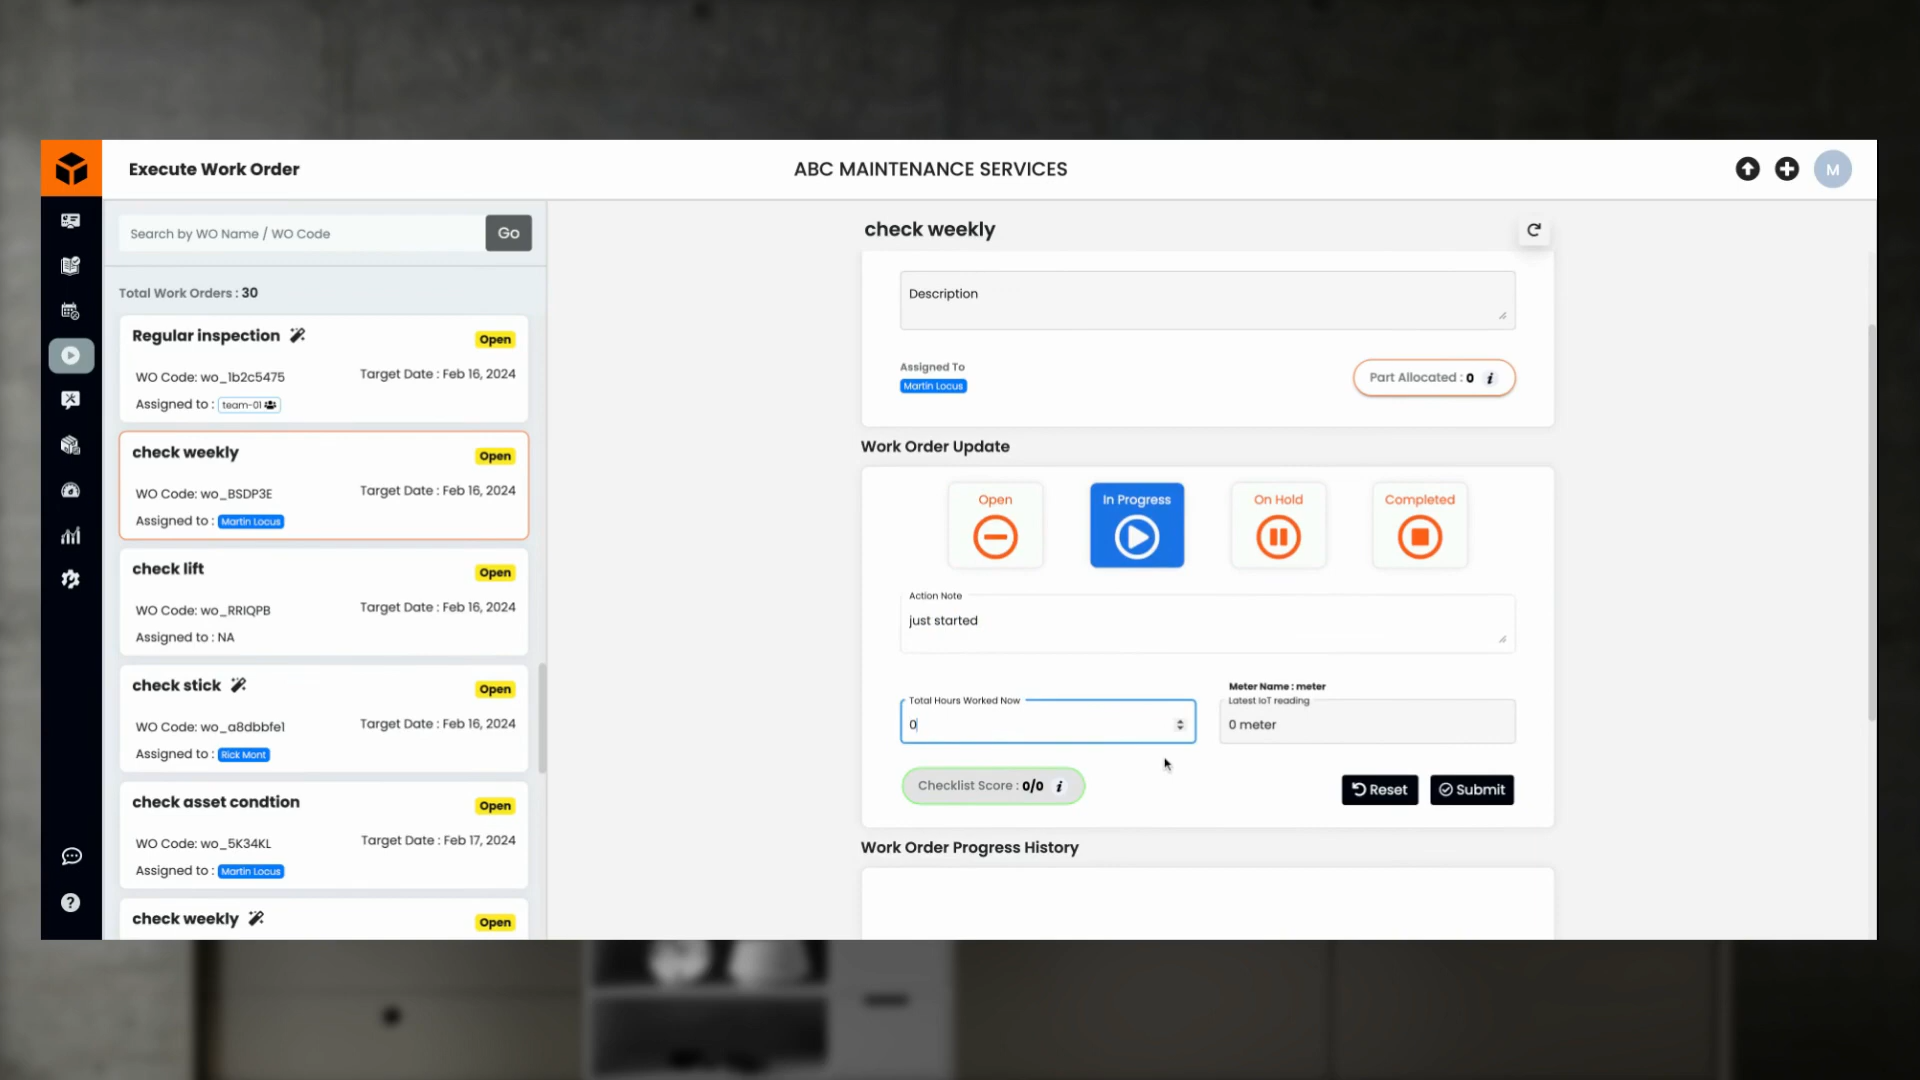 Execute Work Order
ABC MAINTENANCE SERVICES
M
Search by WO Name / WO Code
Go
Total Work Orders : 30
Regular inspection
Open
WO Code: wo_1b2c5475
Target Date : Feb 16, 2024
Assigned to : team-01
check weekly
Open
WO Code: wo_BSDP3E
Target Date : Feb 16, 2024
Assigned to : Martin Locus
check lift
Open
WO Code: wo_RRIQPB
Target Date : Feb 16, 2024
Assigned to : NA
check stick
Open
WO Code: wo_a8dbbfe1
Target Date : Feb 16, 2024
Assigned to : Rick Mont
check asset condtion
Open
WO Code: wo_5K34KL
Target Date : Feb 17, 2024
Assigned to : Martin Locus
check weekly
Open
check weekly
Description
Assigned To
Martin Locus
Part Allocated : 0 i
Work Order Update
Open
In Progress
On Hold
Completed
Action Note
just started
Total Hours Worked Now
0
Meter Name : meter
Latest IoT reading
0 meter
Checklist Score : 0/0 i
Reset
Submit
Work Order Progress History